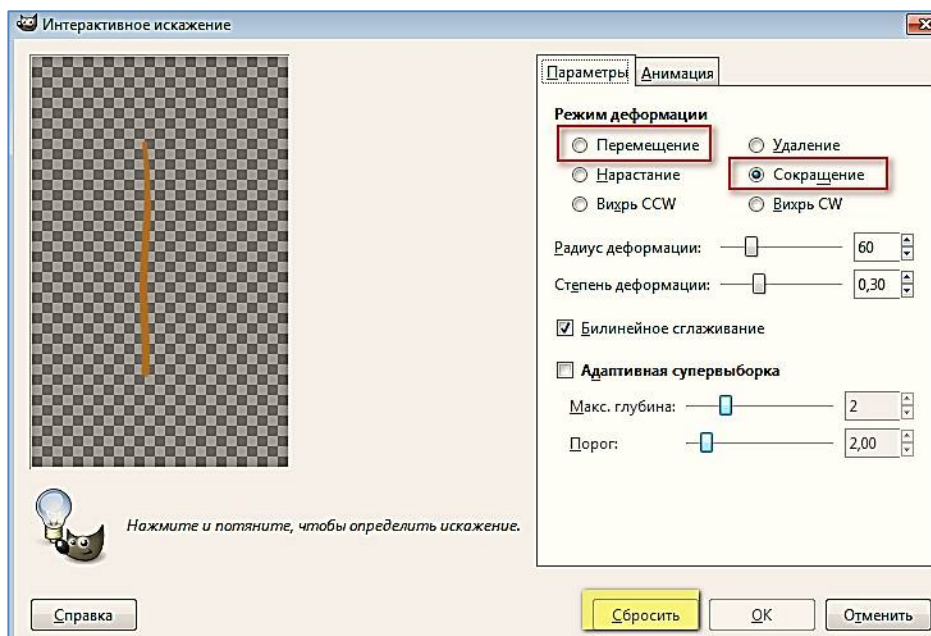 Интерактивное искажение
Параметры Анимация
Режим деформации
Перемещение Удаление
Нарастание Сокращение
Вихрь CCW Вихрь CW
Радиус деформации: 60
Степень деформации: 0,30
Билинейное сглаживание
Адаптивная супервыборка
Макс. глубина: 2
Порог: 2,00
Нажмите и потяните, чтобы определить искажение.
Справка Сбросить OK Отменить